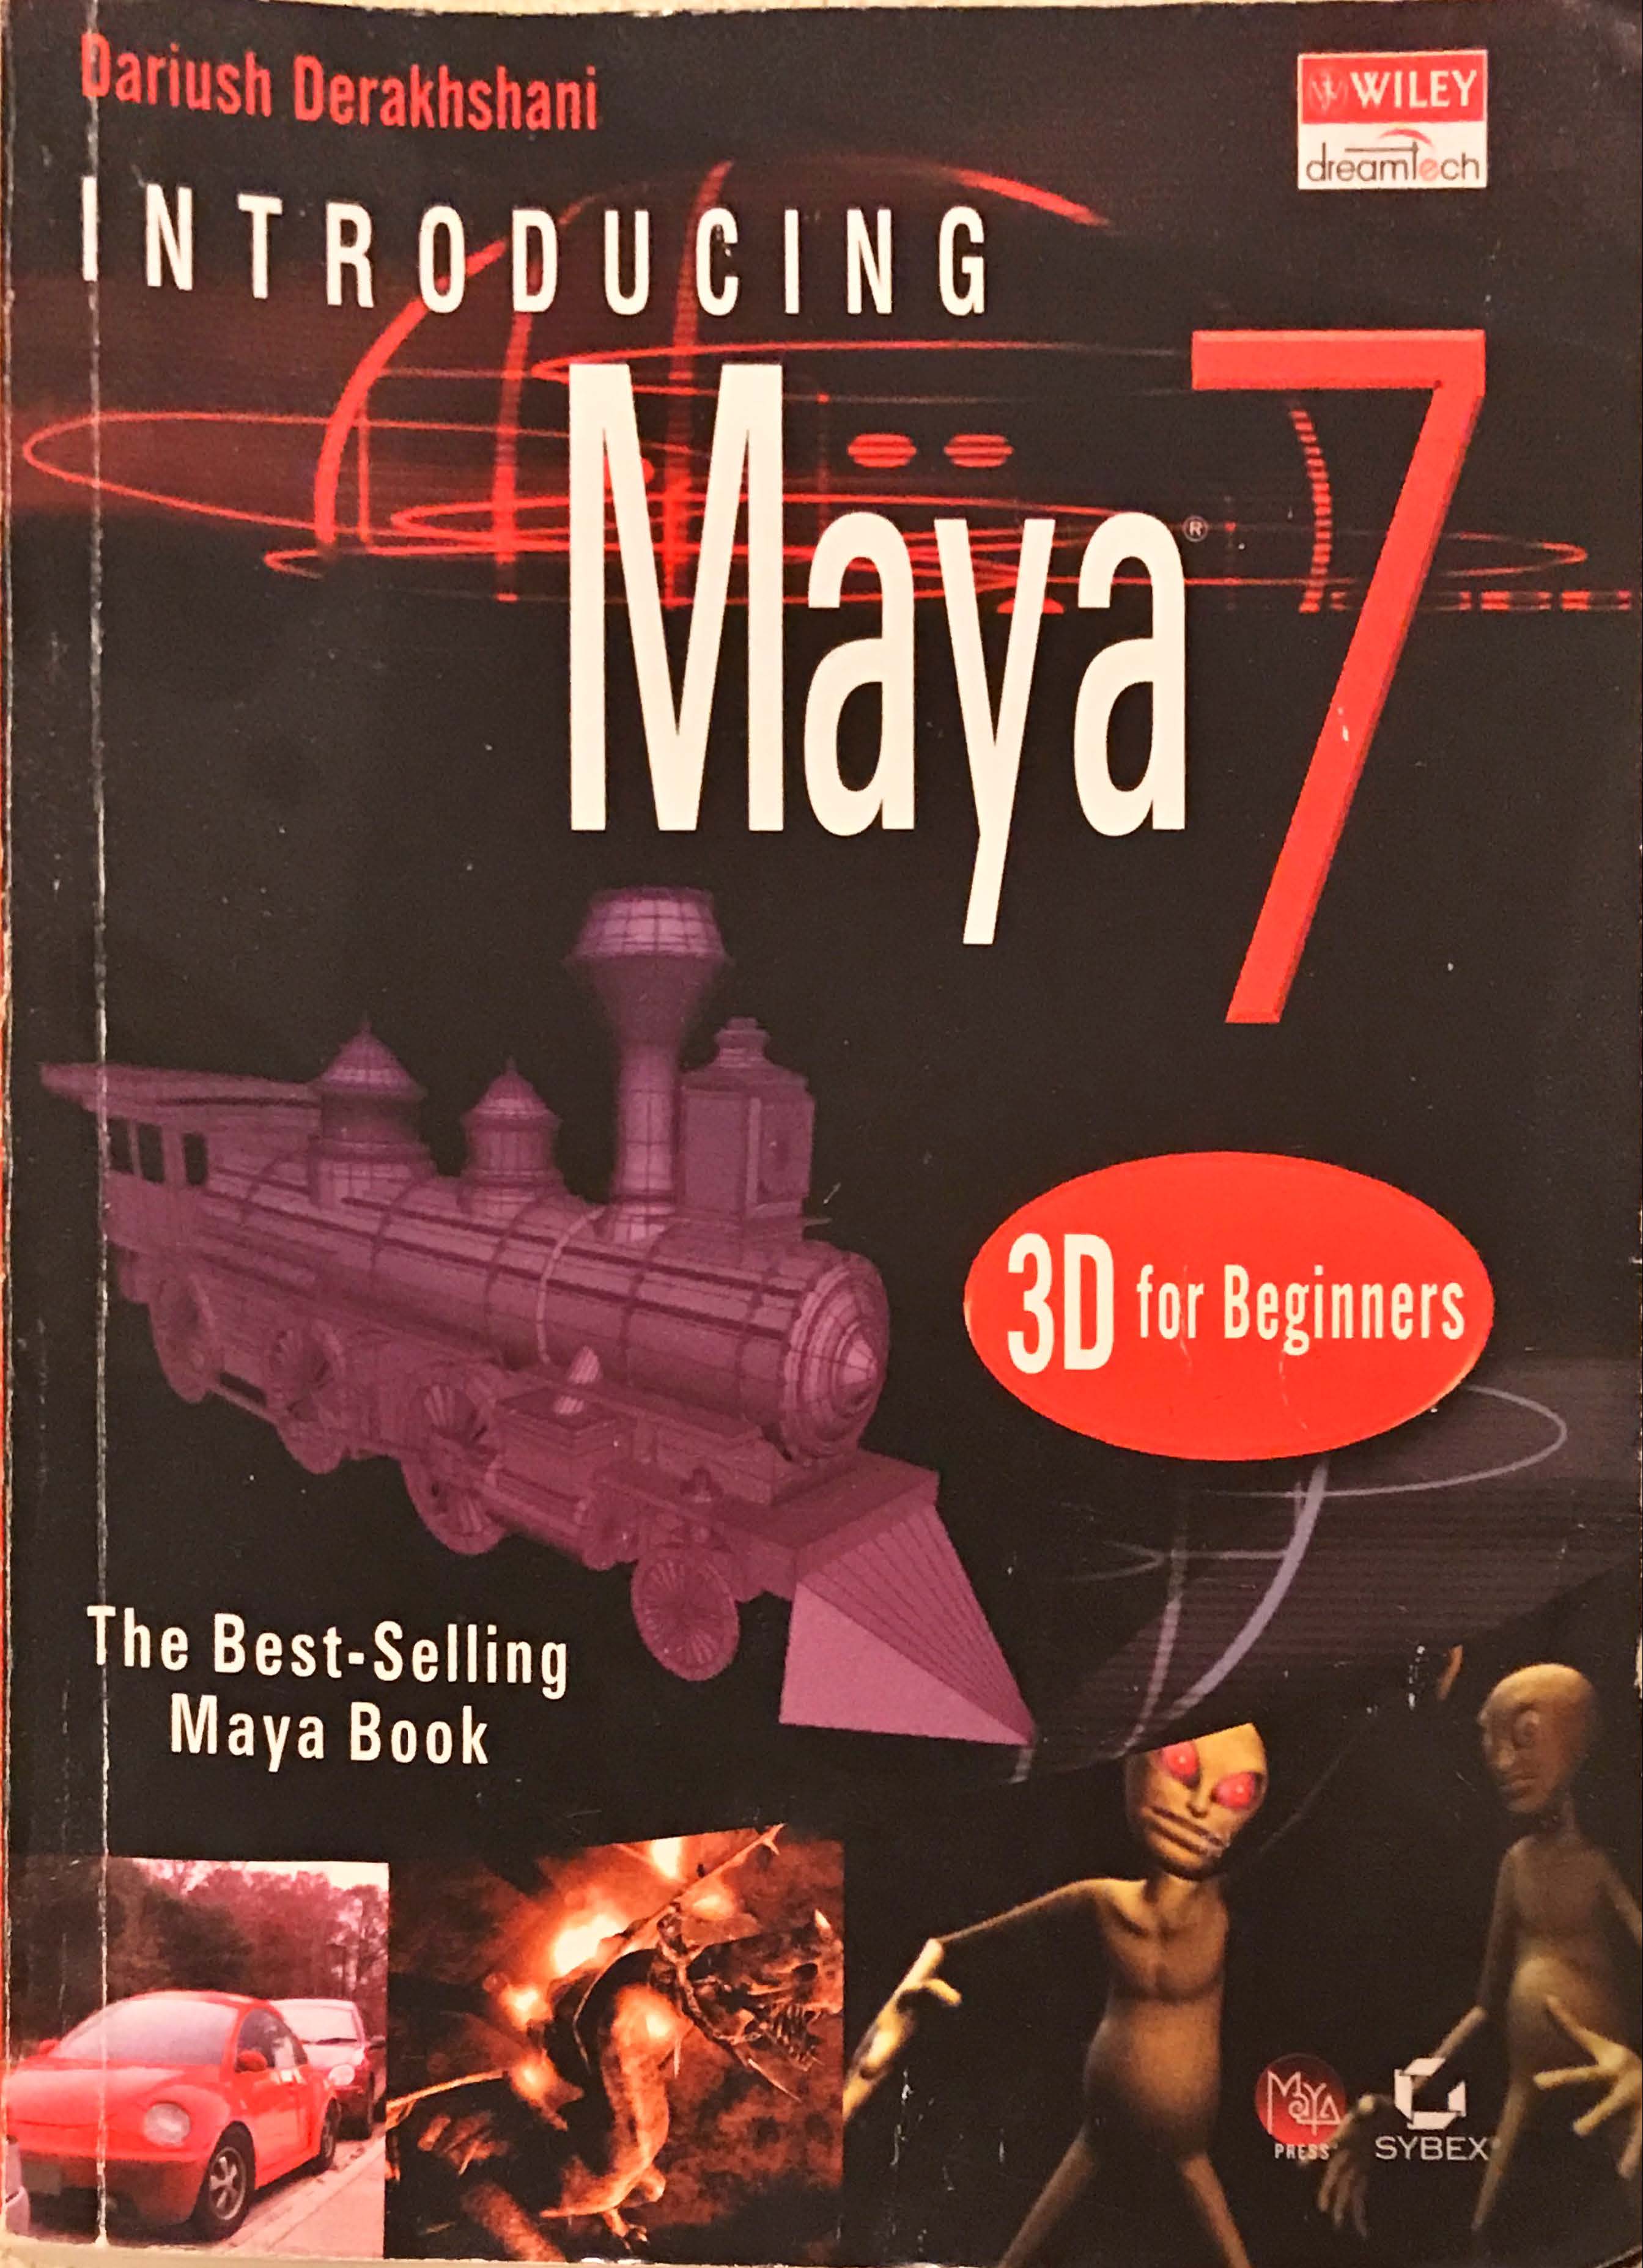 Dariush Derakhshani
WILEY
dreamtech
INTRODUCING
Maya® 7
3D for Beginners
The Best-Selling
Maya Book
MAYA
PRESS
SYBEX